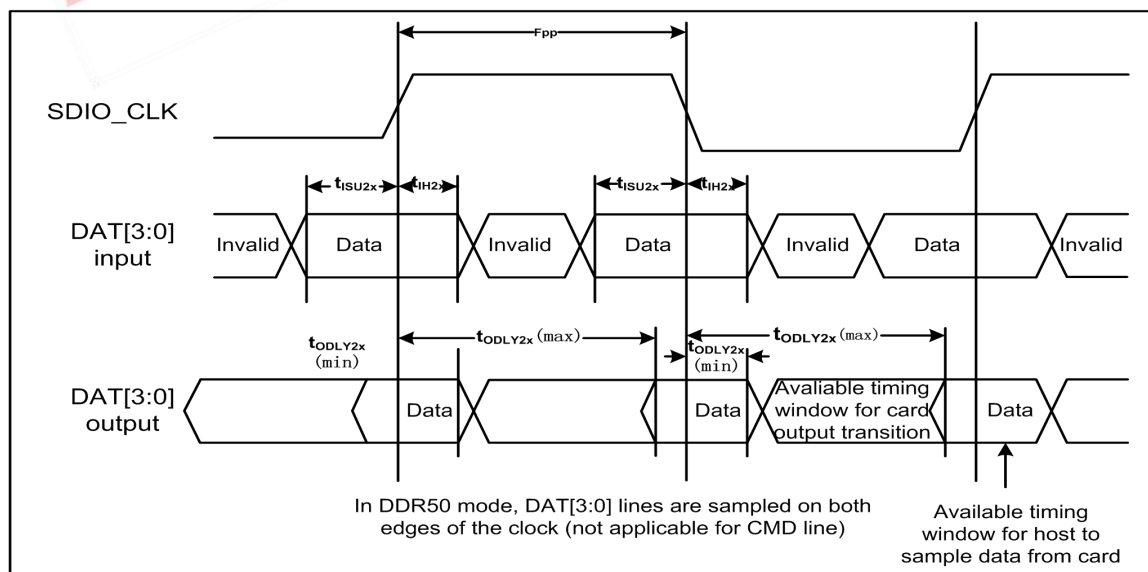 Fpp
SDIO_CLK
tISU2x
tIH2x
tISU2x
tIH2x
DAT[3:0]
input
Invalid
Data
Invalid
Data
Invalid
Data
Invalid
tODLY2x
(min)
tODLY2x (max)
tODLY2x
(min)
tODLY2x (max)
DAT[3:0]
output
Data
Data
Avaliable timing
window for card
output transition
Data
In DDR50 mode, DAT[3:0] lines are sampled on both
edges of the clock (not applicable for CMD line)
Available timing
window for host to
sample data from card